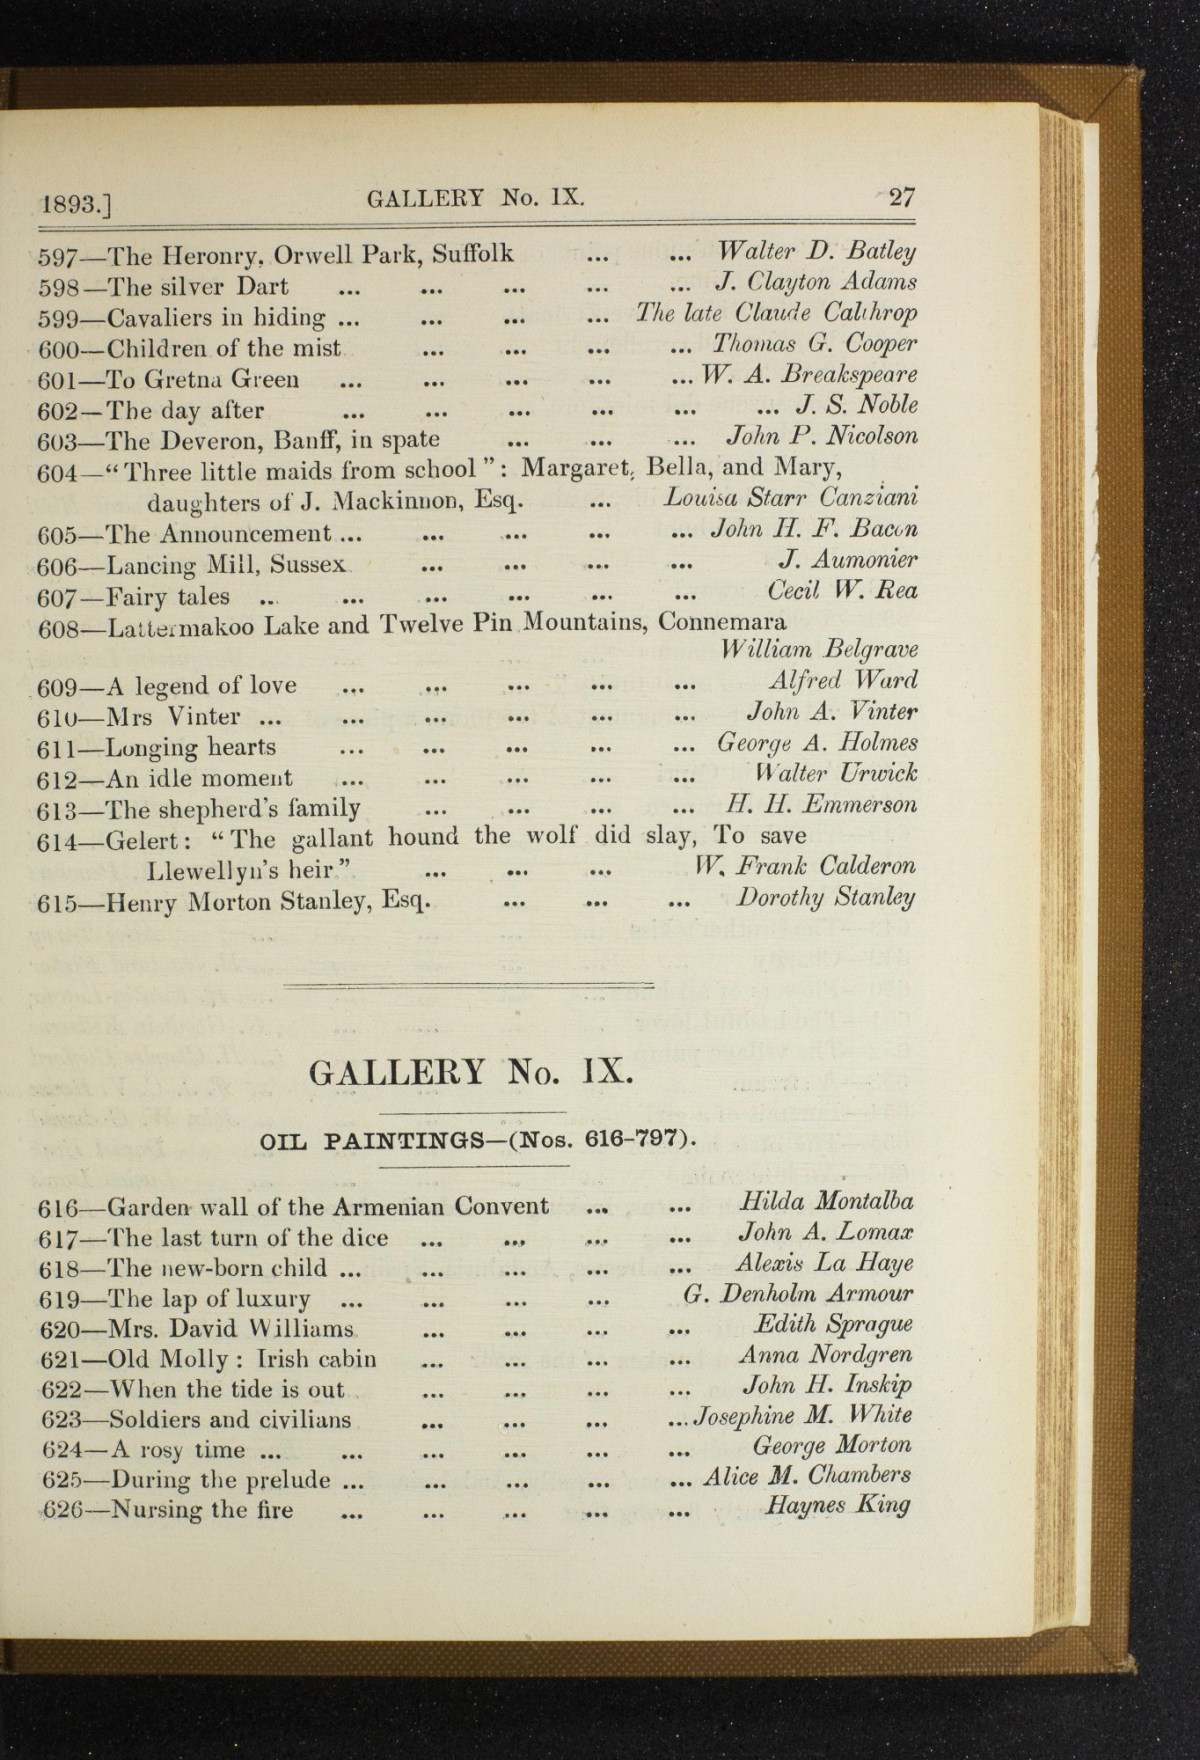 1893.] GALLERY No. IX. 27
597—The Heronry, Orwell Park, Suffolk ... ... Walter D. Batley
598—The silver Dart ... ... ... ... ... J. Clayton Adams
599—Cavaliers in hiding ... ... ... ... The late Claude Calthrop
600—Children of the mist ... ... ... ... Thomas G. Cooper
601—To Gretna Green ... ... ... ... ... W. A. Breakspeare
602—The day after ... ... ... ... ... ... J. S. Noble
603—The Deveron, Banff, in spate ... ... ... John P. Nicolson
604—“Three little maids from school”: Margaret, Bella, and Mary,
daughters of J. Mackinnon, Esq. ... Louisa Starr Canziani
605—The Announcement ... ... ... ... ... John H. F. Bacon
606—Lancing Mill, Sussex ... ... ... ... J. Aumonier
607—Fairy tales ... ... ... ... ... ... Cecil W. Rea
608—Lattermakoo Lake and Twelve Pin Mountains, Connemara
William Belgrave
609—A legend of love ... ... ... ... ... Alfred Ward
610—Mrs Vinter ... ... ... ... ... ... John A. Vinter
611—Longing hearts ... ... ... ... ... George A. Holmes
612—An idle moment ... ... ... ... ... Walter Urwick
613—The shepherd's family ... ... ... ... H. H. Emmerson
614—Gelert: “The gallant hound the wolf did slay, To save
Llewellyn's heir” ... ... ... W. Frank Calderon
615—Henry Morton Stanley, Esq. ... ... ... Dorothy Stanley
GALLERY No. IX.
OIL PAINTINGS—(Nos. 616-797).
616—Garden wall of the Armenian Convent ... ... Hilda Montalba
617—The last turn of the dice ... ... ... ... John A. Lomax
618—The new-born child ... ... ... ... ... Alexis La Haye
619—The lap of luxury ... ... ... ... G. Denholm Armour
620—Mrs. David Williams ... ... ... ... Edith Sprague
621—Old Molly: Irish cabin ... ... ... ... Anna Nordgren
622—When the tide is out ... ... ... ... John H. Inskip
623—Soldiers and civilians ... ... ... ... Josephine M. White
624—A rosy time ... ... ... ... ... ... George Morton
625—During the prelude ... ... ... ... ... Alice M. Chambers
626—Nursing the fire ... ... ... ... ... Haynes King